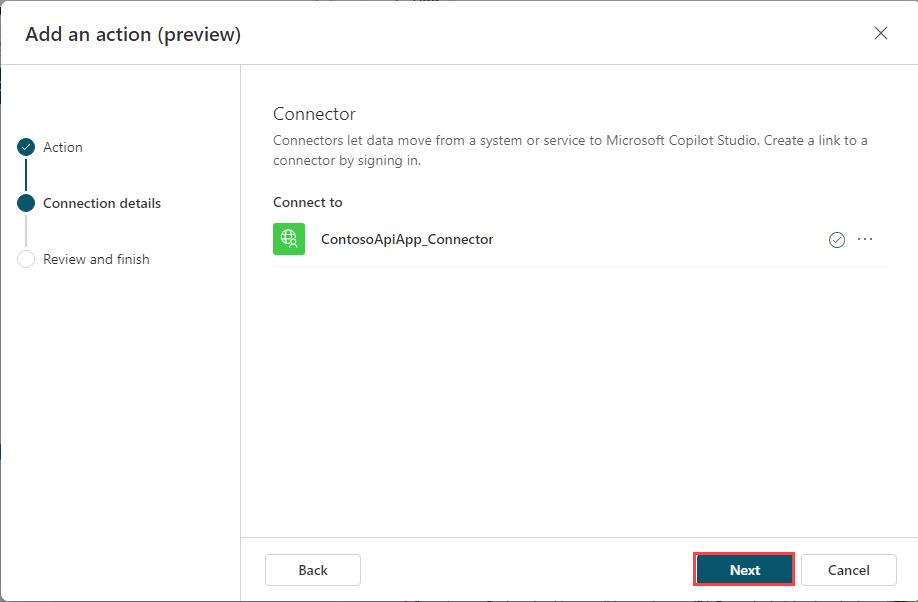 Add an action (preview)
Action
Connection details
Review and finish
Connector
Connectors let data move from a system or service to Microsoft Copilot Studio. Create a link to a
connector by signing in.
Connect to
ContosoApiApp_Connector
Back
Next
Cancel